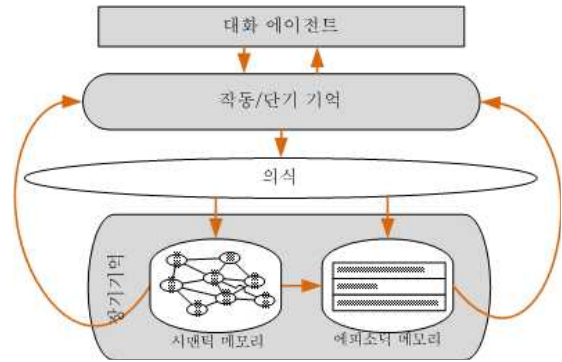 대화 에이전트
작동/단기 기억
의식
장기기억
시맨틱 메모리
에피소딕 메모리